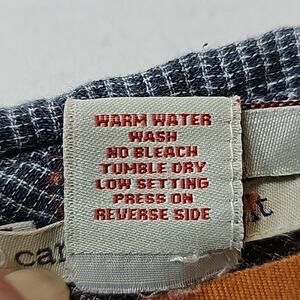 WARM WATER
WASH
NO BLEACH
TUMBLE DRY
LOW SETTING
PRESS ON
REVERSE SIDE